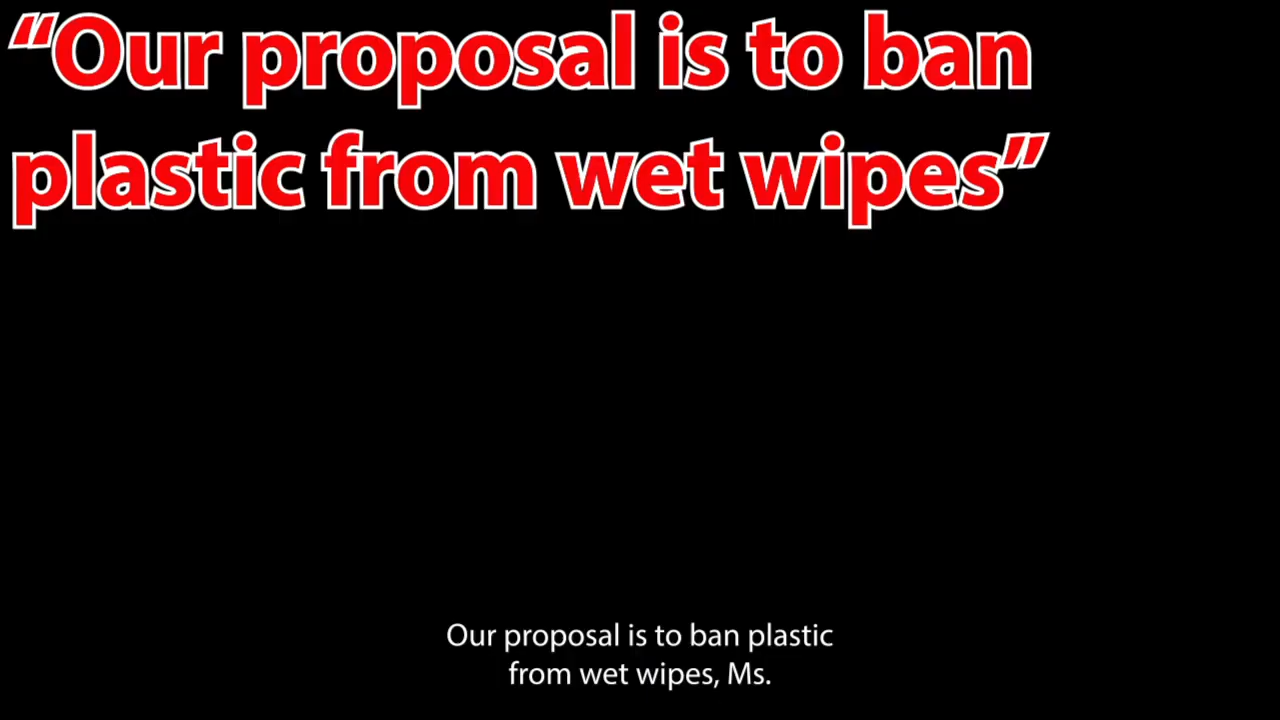 “Our proposal is to ban
plastic from wet wipes”
Our proposal is to ban plastic
from wet wipes, Ms.